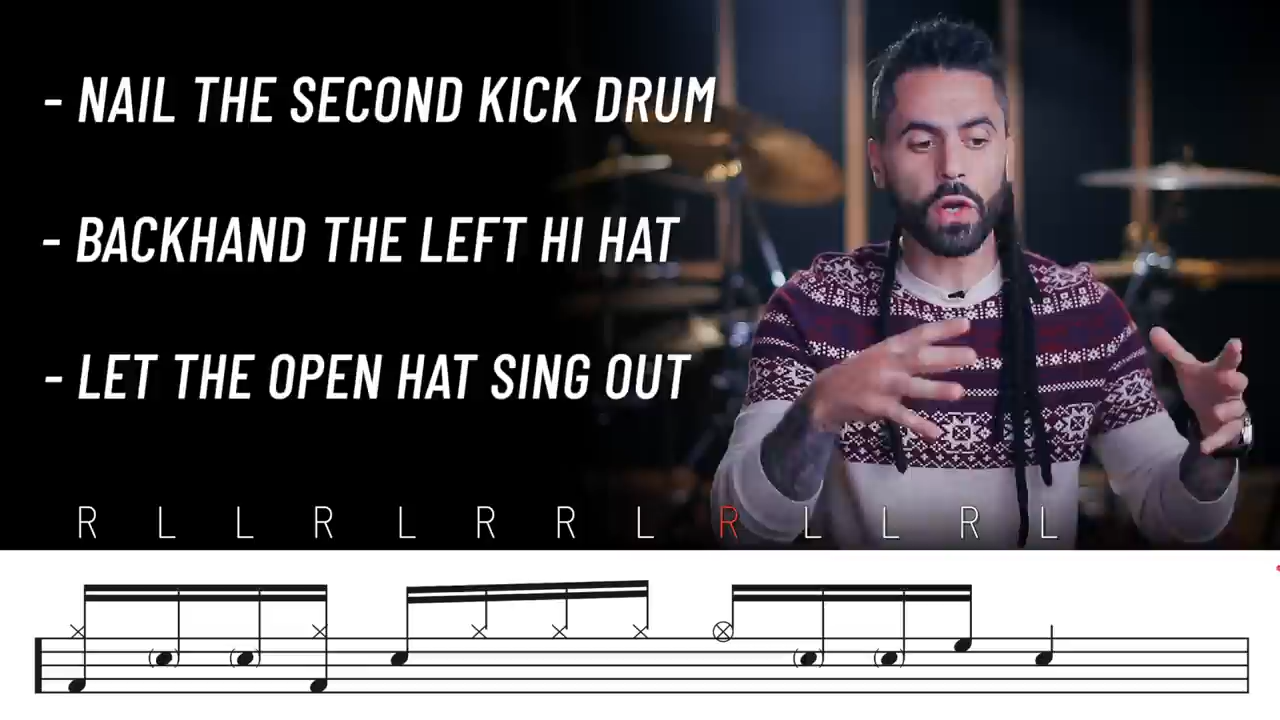 - NAIL THE SECOND KICK DRUM
- BACKHAND THE LEFT HI HAT
- LET THE OPEN HAT SING OUT
R L L R L R R L R L L R L